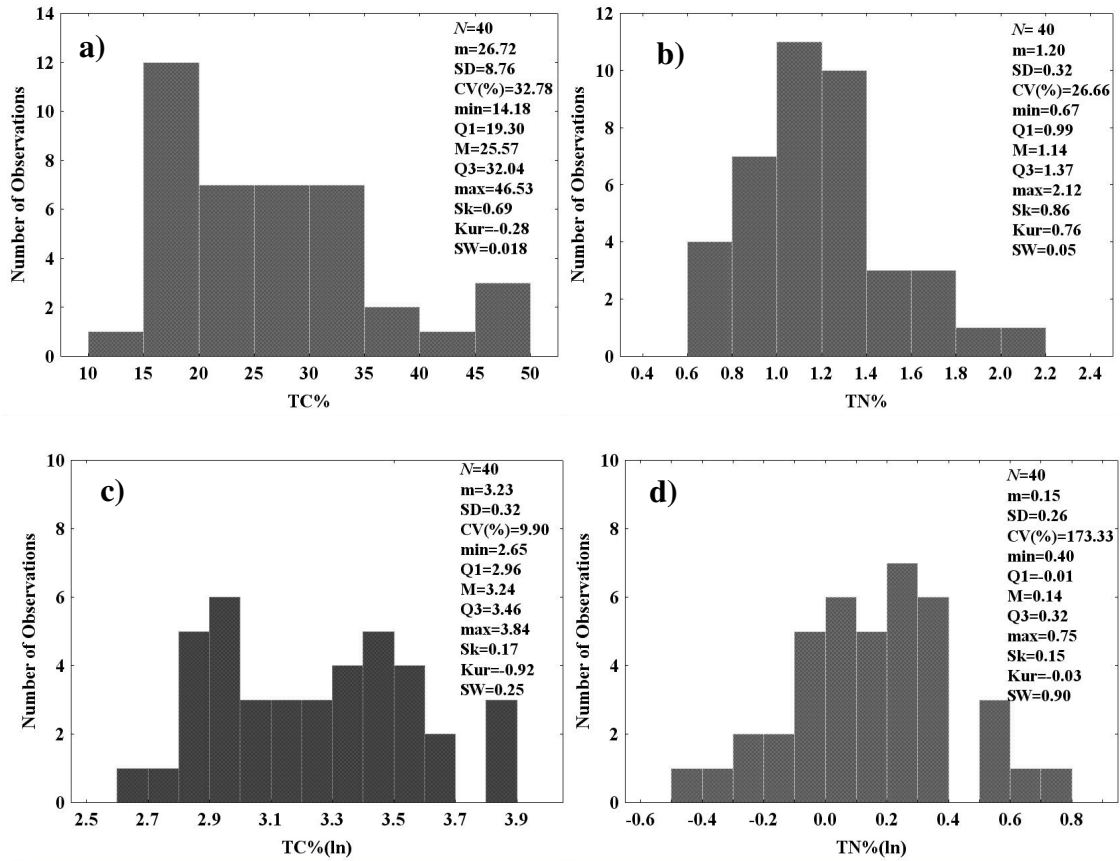 a)
N=40
m=26.72
SD=8.76
CV(%)=32.78
min=14.18
Q1=19.30
M=25.57
Q3=32.04
max=46.53
Sk=0.69
Kur=-0.28
SW=0.018
Number of Observations
14
12
10
8
6
4
2
0
10 15 20 25 30 35 40 45 50
TC%
b)
N= 40
m=1.20
SD=0.32
CV(%)=26.66
min=0.67
Q1=0.99
M=1.14
Q3=1.37
max=2.12
Sk=0.86
Kur=0.76
SW=0.05
Number of Observations
12
10
8
6
4
2
0
0.4 0.6 0.8 1.0 1.2 1.4 1.6 1.8 2.0 2.2 2.4
TN%
c)
N=40
m=3.23
SD=0.32
CV(%)=9.90
min=2.65
Q1=2.96
M=3.24
Q3=3.46
max=3.84
Sk=0.17
Kur=-0.92
SW=0.25
Number of Observations
10
8
6
4
2
0
2.5 2.7 2.9 3.1 3.3 3.5 3.7 3.9
TC%(ln)
d)
N=40
m=0.15
SD=0.26
CV(%)=173.33
min=0.40
Q1=-0.01
M=0.14
Q3=0.32
max=0.75
Sk=0.15
Kur=-0.03
SW=0.90
Number of Observations
10
8
6
4
2
0
-0.6 -0.4 -0.2 0.0 0.2 0.4 0.6 0.8
TN%(ln)